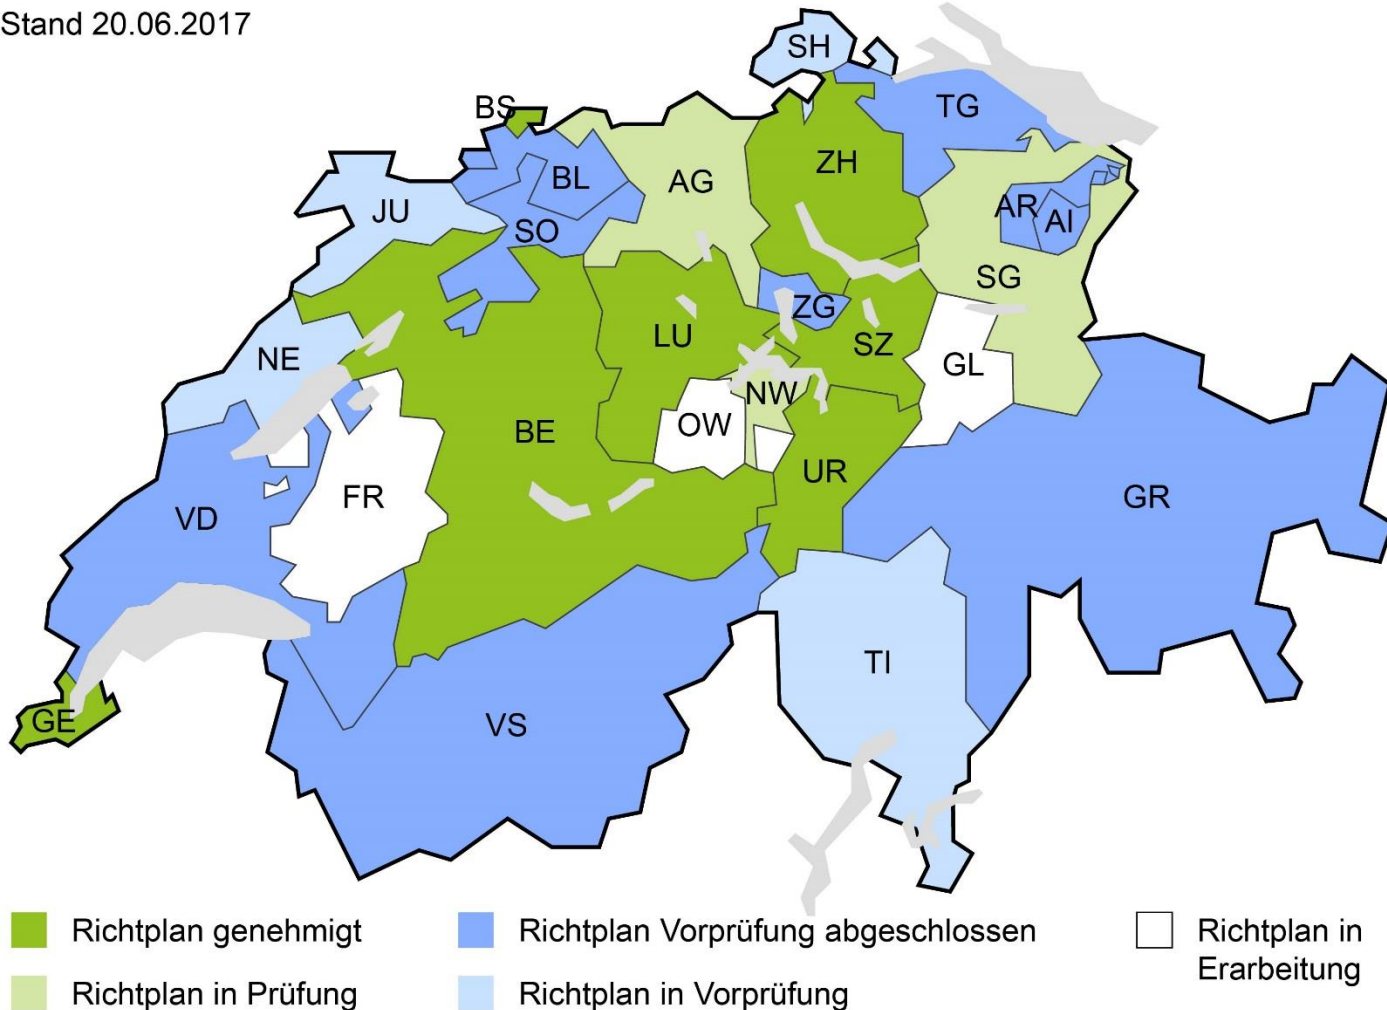 Stand 20.06.2017
SH
BS
TG
ZH
BL
AG
JU
AR
AI
SO
SG
ZG
LU
SZ
NE
GL
NW
OW
BE
UR
FR
GR
VD
TI
GE
VS
Richtplan genehmigt
Richtplan Vorprüfung abgeschlossen
Richtplan in
Erarbeitung
Richtplan in Prüfung
Richtplan in Vorprüfung